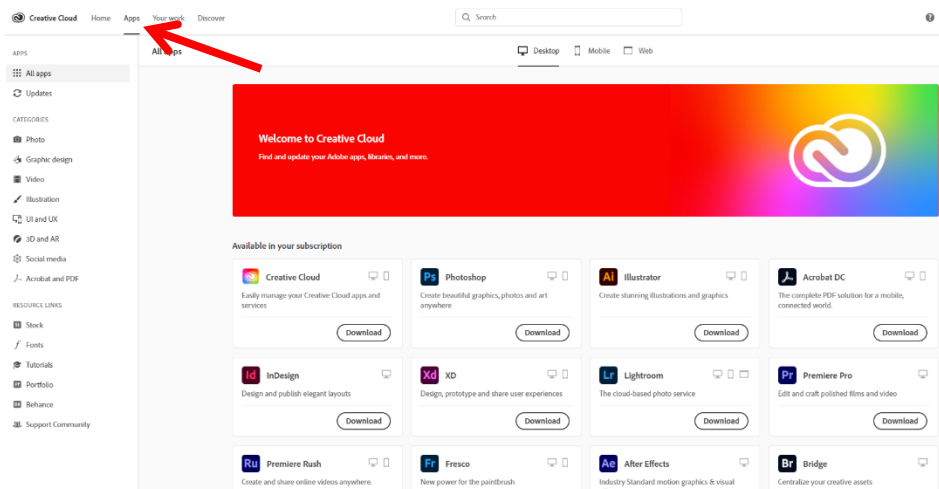 Creative Cloud Home Apps Your work Discover Search
APPS
All apps
Updates
CATEGORIES
Photo
Graphic design
Video
Illustration
UI and UX
3D and AR
Social media
Acrobat and PDF
RESOURCE LINKS
St Stock
Fonts
Tutorials
Portfolio
Behance
Support Community
All apps Desktop Mobile Web
Welcome to Creative Cloud
Find and update your Adobe apps, libraries, and more.
Available in your subscription
Creative Cloud
Easily manage your Creative Cloud apps and
services
Download
Ps Photoshop
Create beautiful graphics, photos and art
anywhere
Download
Ai Illustrator
Create stunning illustrations and graphics
Download
Acrobat DC
The complete PDF solution for a mobile,
connected world.
Download
Id InDesign
Design and publish elegant layouts
Download
Xd XD
Design, prototype and share user experiences
Download
Lr Lightroom
The cloud-based photo service
Download
Pr Premiere Pro
Edit and craft polished films and video
Download
Ru Premiere Rush
Create and share online videos anywhere.
Fr Fresco
New power for the paintbrush
Ae After Effects
Industry Standard motion graphics & visual
Br Bridge
Centralize your creative assets